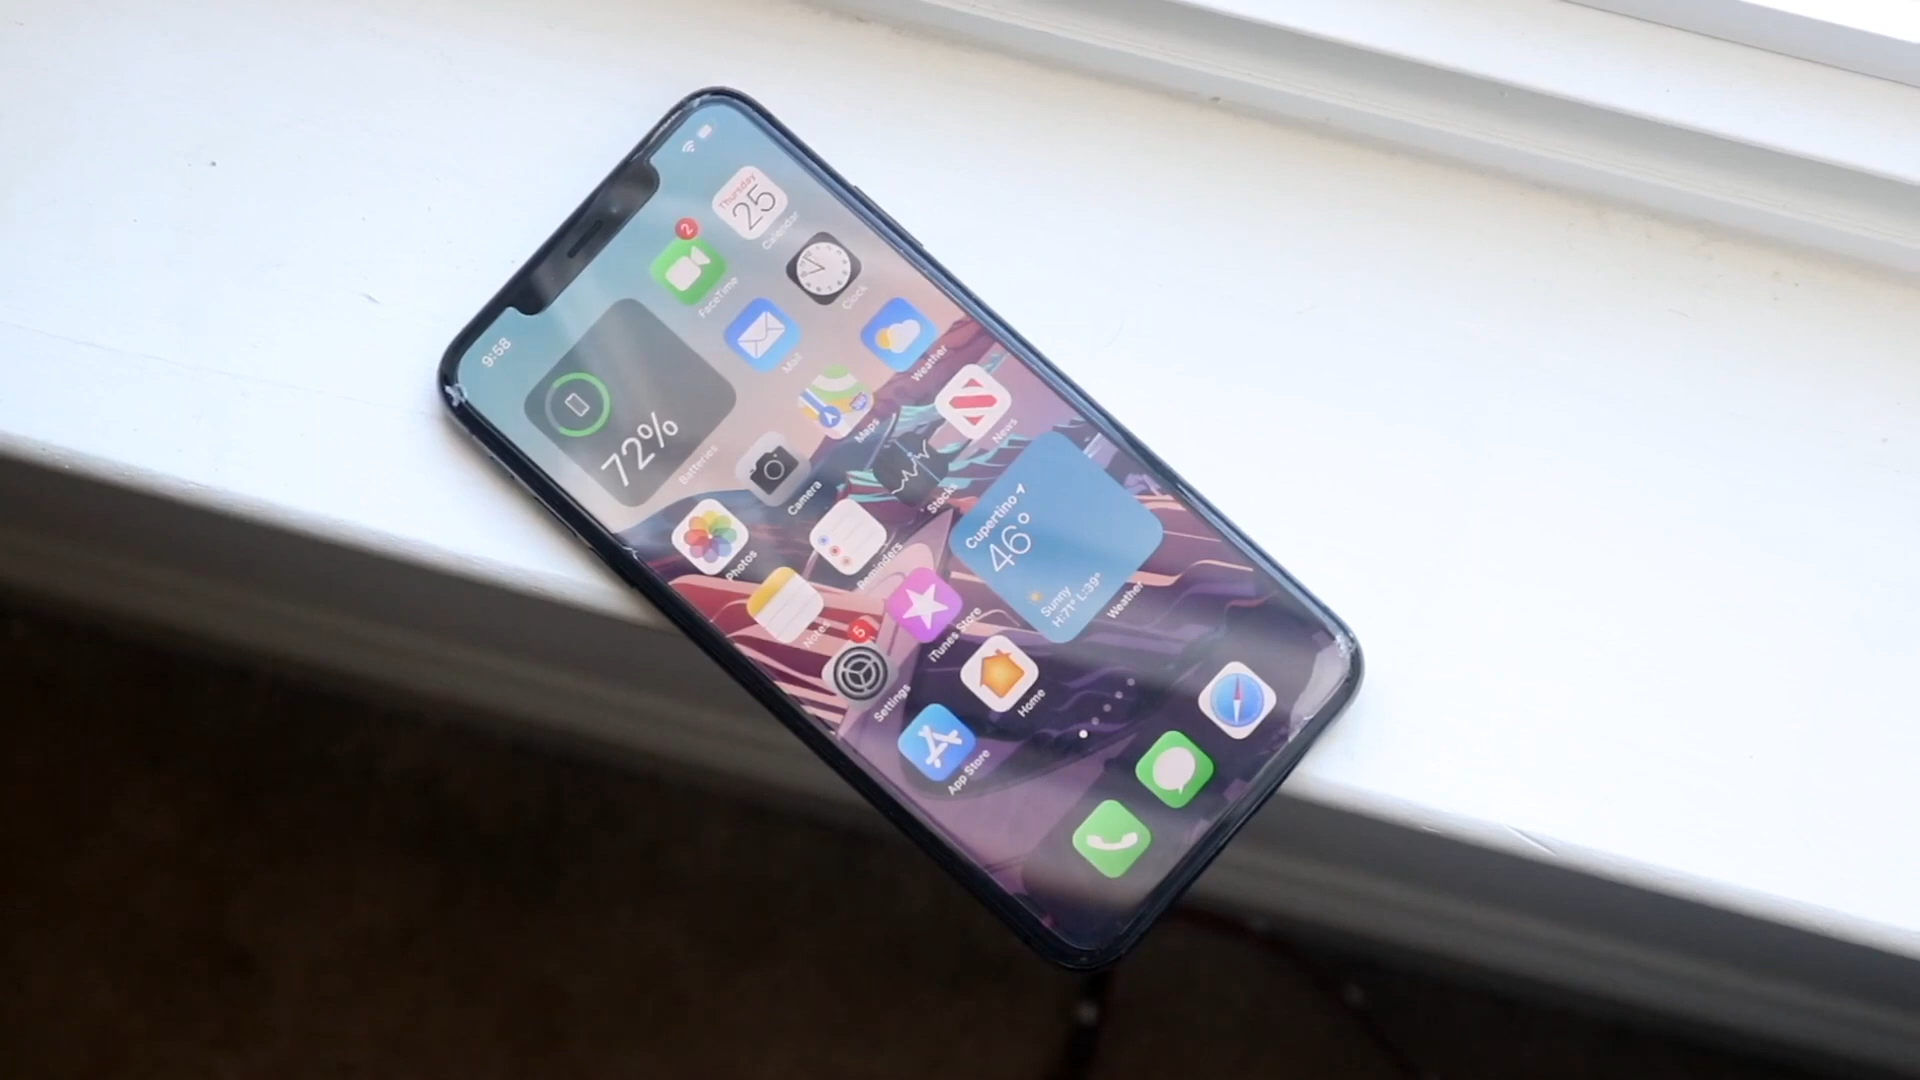 9:58
72%
Batteries
2
FaceTime
Thursday
25
Calendar
Mail
Clock
Camera
Maps
Weather
Photos
Reminders
Stocks
News
Notes
iTunes Store
Cupertino
46°
Sunny
H:71° L:39°
Weather
5
Settings
Home
App Store